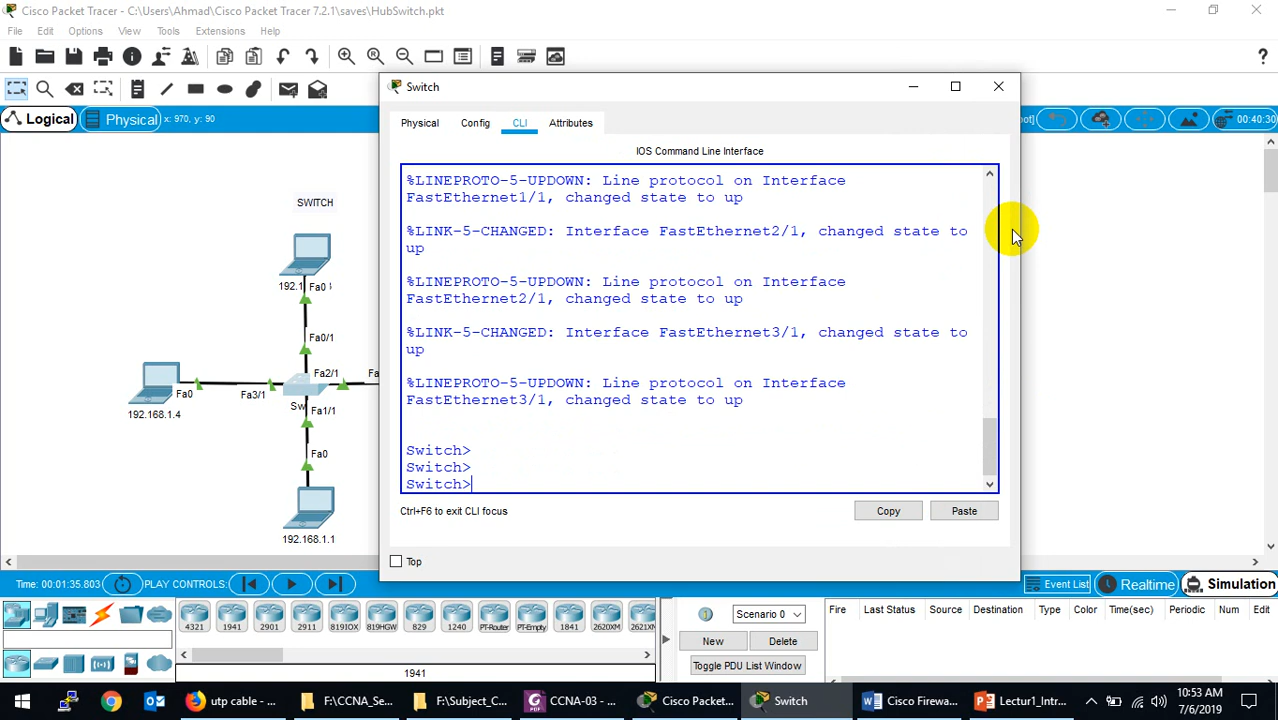 Cisco Packet Tracer - C:\Users\Ahmad\Cisco Packet Tracer 7.2.1\saves\HubSwitch.pkt
File Edit Options View Tools Extensions Help
Logical Physical x: 970, y: 90
00:40:30
Switch
Physical Config CLI Attributes
IOS Command Line Interface
%LINEPROTO-5-UPDOWN: Line protocol on Interface
FastEthernet1/1, changed state to up
%LINK-5-CHANGED: Interface FastEthernet2/1, changed state to
up
%LINEPROTO-5-UPDOWN: Line protocol on Interface
FastEthernet2/1, changed state to up
%LINK-5-CHANGED: Interface FastEthernet3/1, changed state to
up
%LINEPROTO-5-UPDOWN: Line protocol on Interface
FastEthernet3/1, changed state to up
Switch>
Switch>
Switch>
Ctrl+F6 to exit CLI focus
Copy Paste
Top
SWITCH
192.1 Fa0
Fa0/1
Fa2/1
Fa0 Fa3/1 Fa
192.168.1.4
Sw
Fa1/1
Fa0
192.168.1.1
Time: 00:01:35.803 PLAY CONTROLS: Event List Realtime Simulation
4321 1941 2901 2911 819IOX 819HGW 829 1240 PT-Router PT-Empty 1841 2620XM 2621XM
1941
Scenario 0
New Delete
Toggle PDU List Window
Fire Last Status Source Destination Type Color Time(sec) Periodic Num Edit
utp cable - ... F:\CCNA_Se... F:\Subject_C... CCNA-03 - ... Cisco Packet... Switch Cisco Firewa... Lectur1_Intr...
10:53 AM
7/6/2019